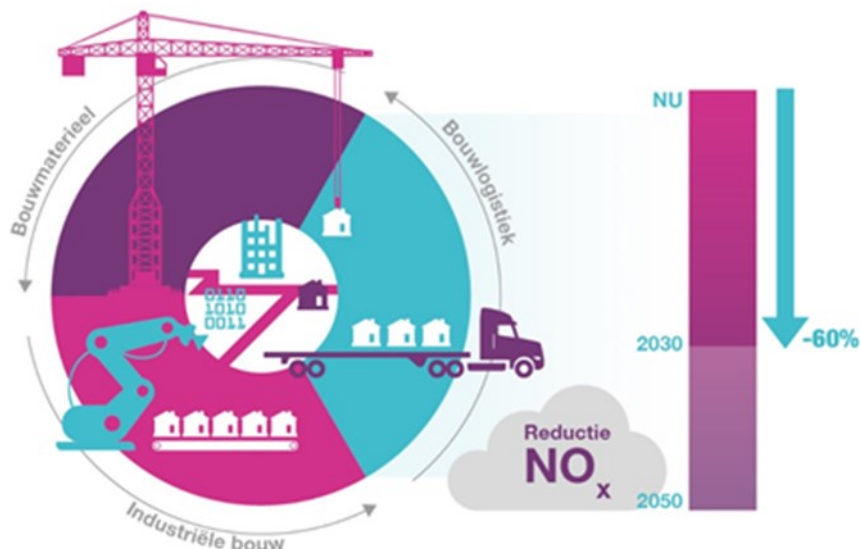 Bouwmaterieel
Bouwlogistiek
Industriële bouw
0110
1010
0011
Reductie
NOx
NU
2030
2050
-60%